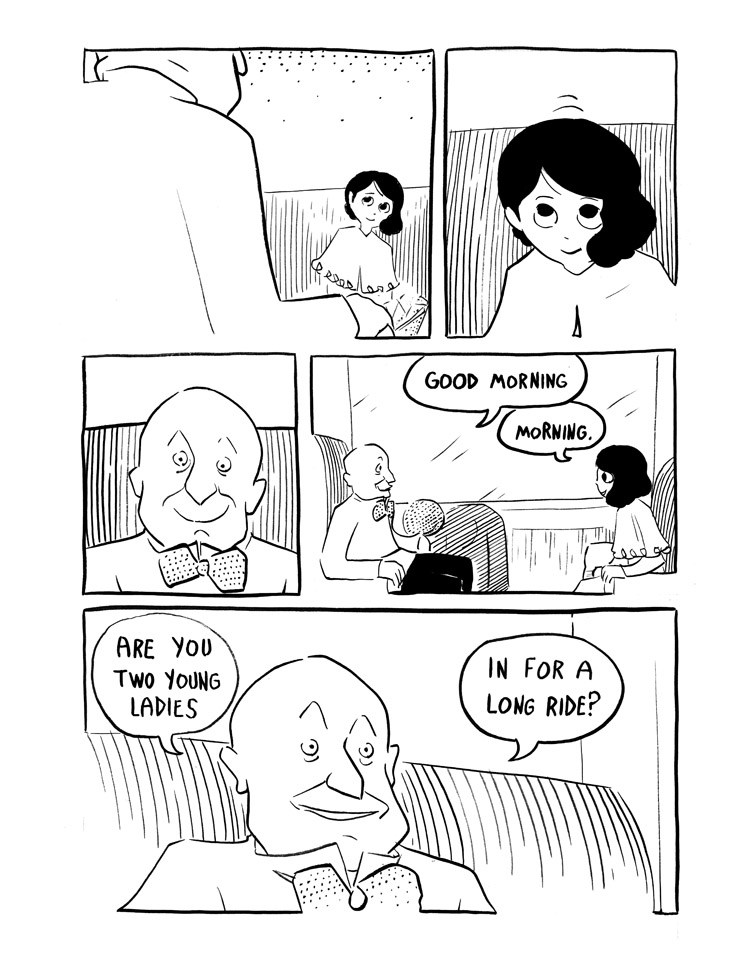 GOOD MORNING
MORNING.
ARE YOU
TWO YOUNG
LADIES
IN FOR A
LONG RIDE?